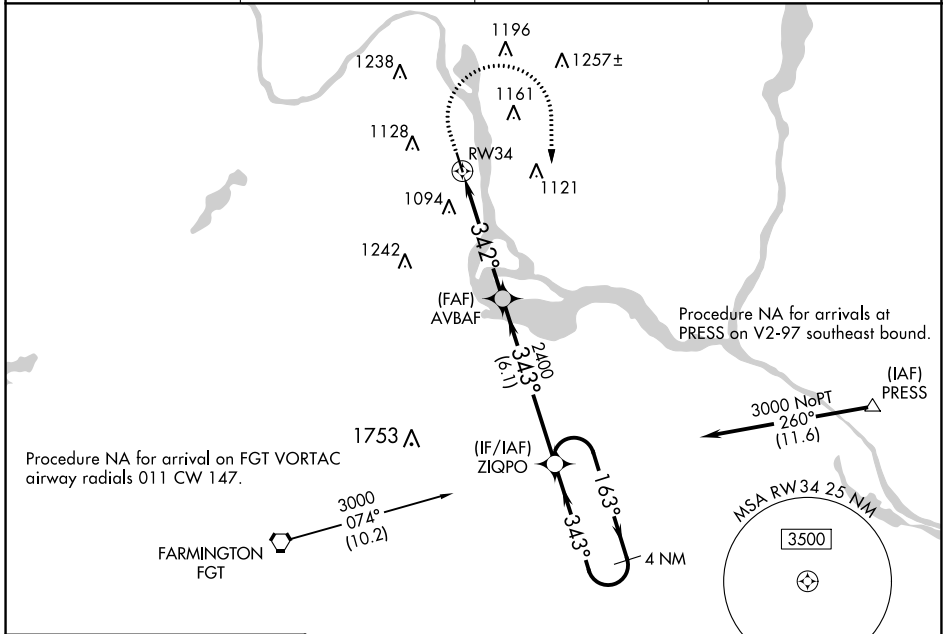 1196
1238
1257±
1161
1128
RW34
1121
1094
342°
1242
(FAF)
AVBAF
Procedure NA for arrivals at
PRESS on V2-97 southeast bound.
2400
343°
(6.1)
(IAF)
PRESS
3000 NoPT
260°
(11.6)
1753
(IF/IAF)
ZIQPO
Procedure NA for arrival on FGT VORTAC
airway radials 011 CW 147.
163°
343°
4 NM
3000
074°
(10.2)
FARMINGTON
FGT
MSA RW34 25 NM
3500